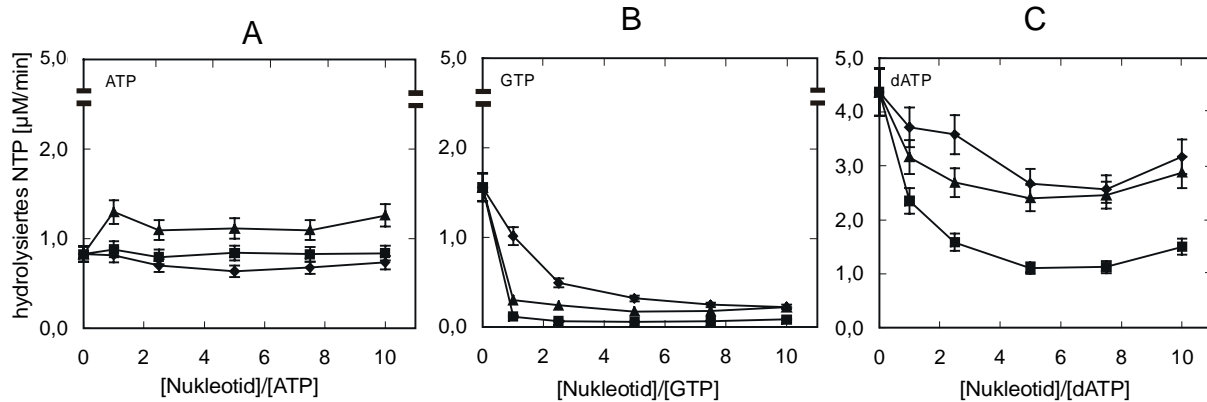 A
B
C
hydrolysiertes NTP [µM/min]
5,0
2,0
1,0
0,0
ATP
0 2 4 6 8 10
[Nukleotid]/[ATP]
5,0
2,0
1,0
0,0
GTP
0 2 4 6 8 10
[Nukleotid]/[GTP]
5,0
4,0
3,0
2,0
1,0
0,0
dATP
0 2 4 6 8 10
[Nukleotid]/[dATP]